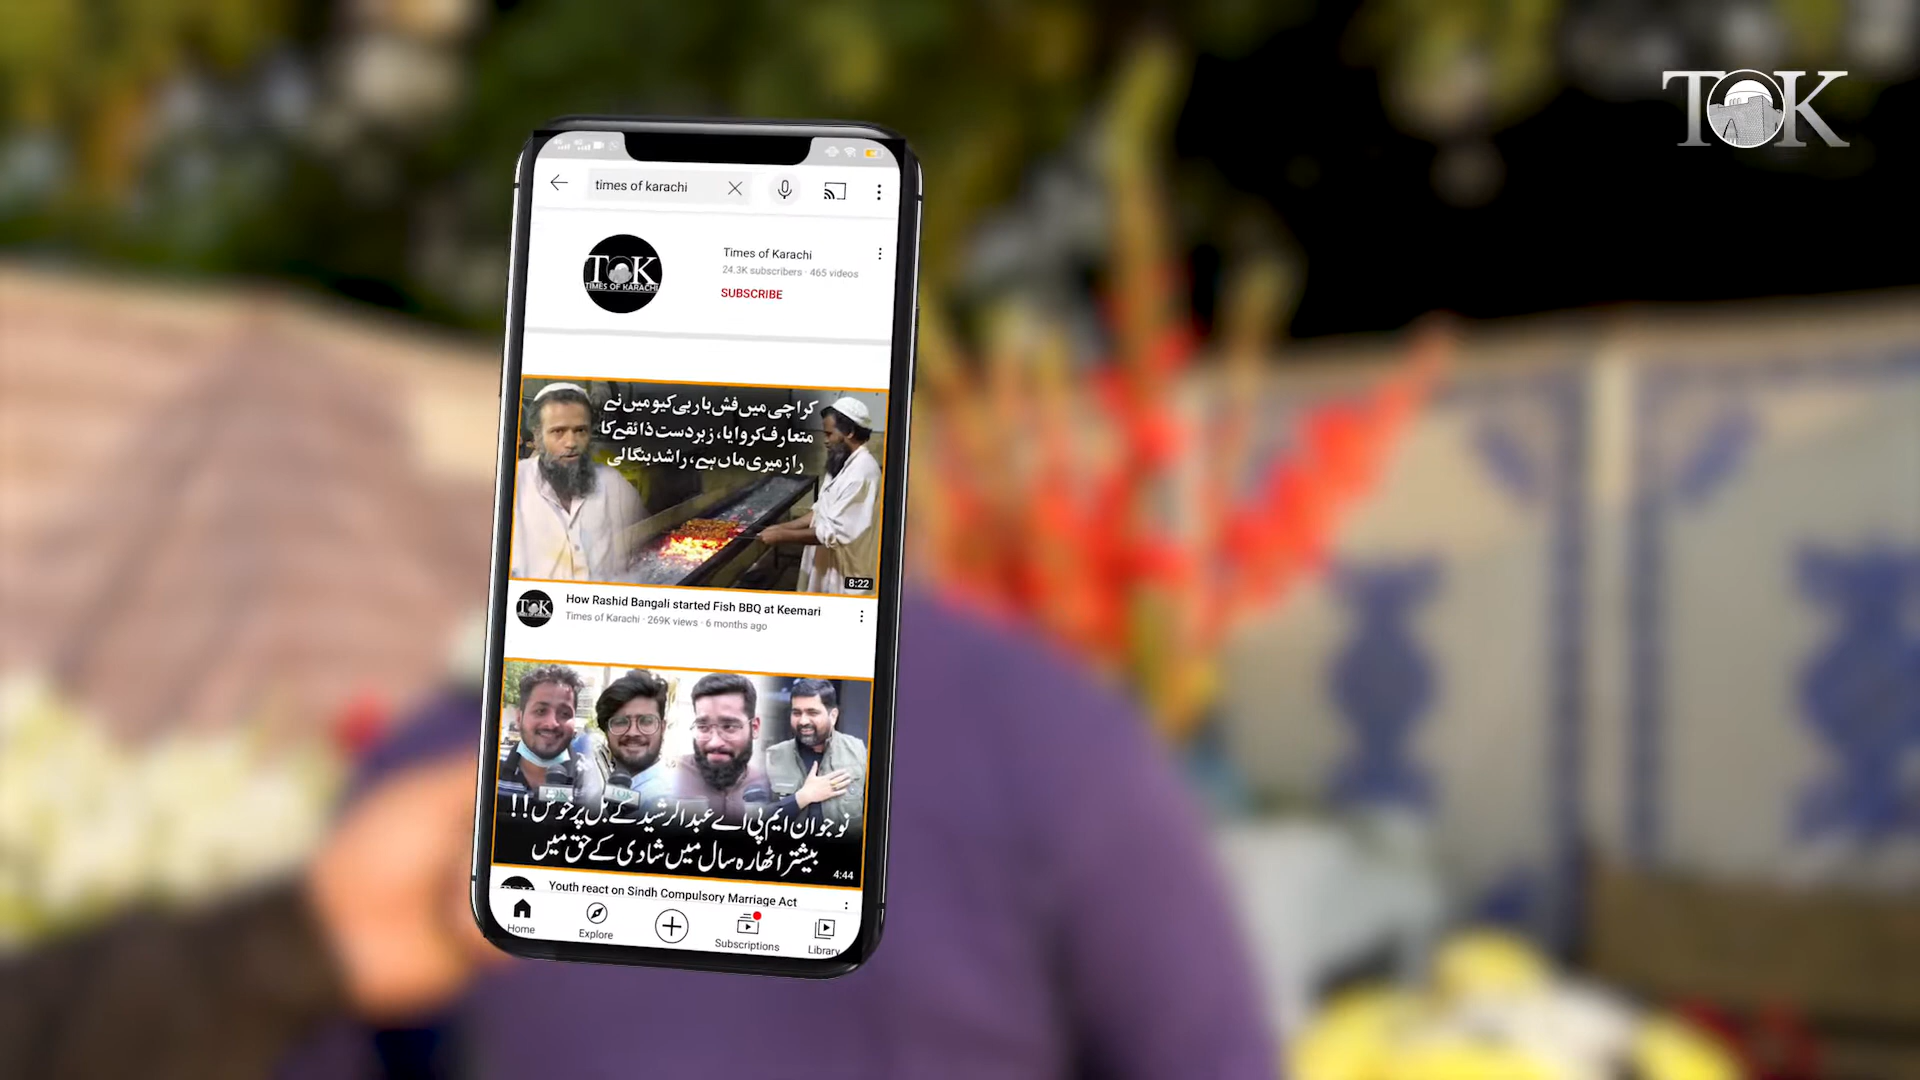 TOK
times of karachi
TOK
TIMES OF KARACHI
Times of Karachi
24.3K subscribers · 465 videos
SUBSCRIBE
کراچی میں فش باربی کیو میں نے
متعارف کروایا، زبردست ذائقے کا
راز میری ماں ہے، راشد بنگالی
8:22
TOK
How Rashid Bangali started Fish BBQ at Keemari
Times of Karachi · 269K views · 6 months ago
TOK
نوجوان ایم پی اے عبدالرشید کے بل پر خوش!!
بیشتر اٹھارہ سال میں شادی کے حق میں
4:44
Youth react on Sindh Compulsory Marriage Act
Home
Explore
Subscriptions
Library